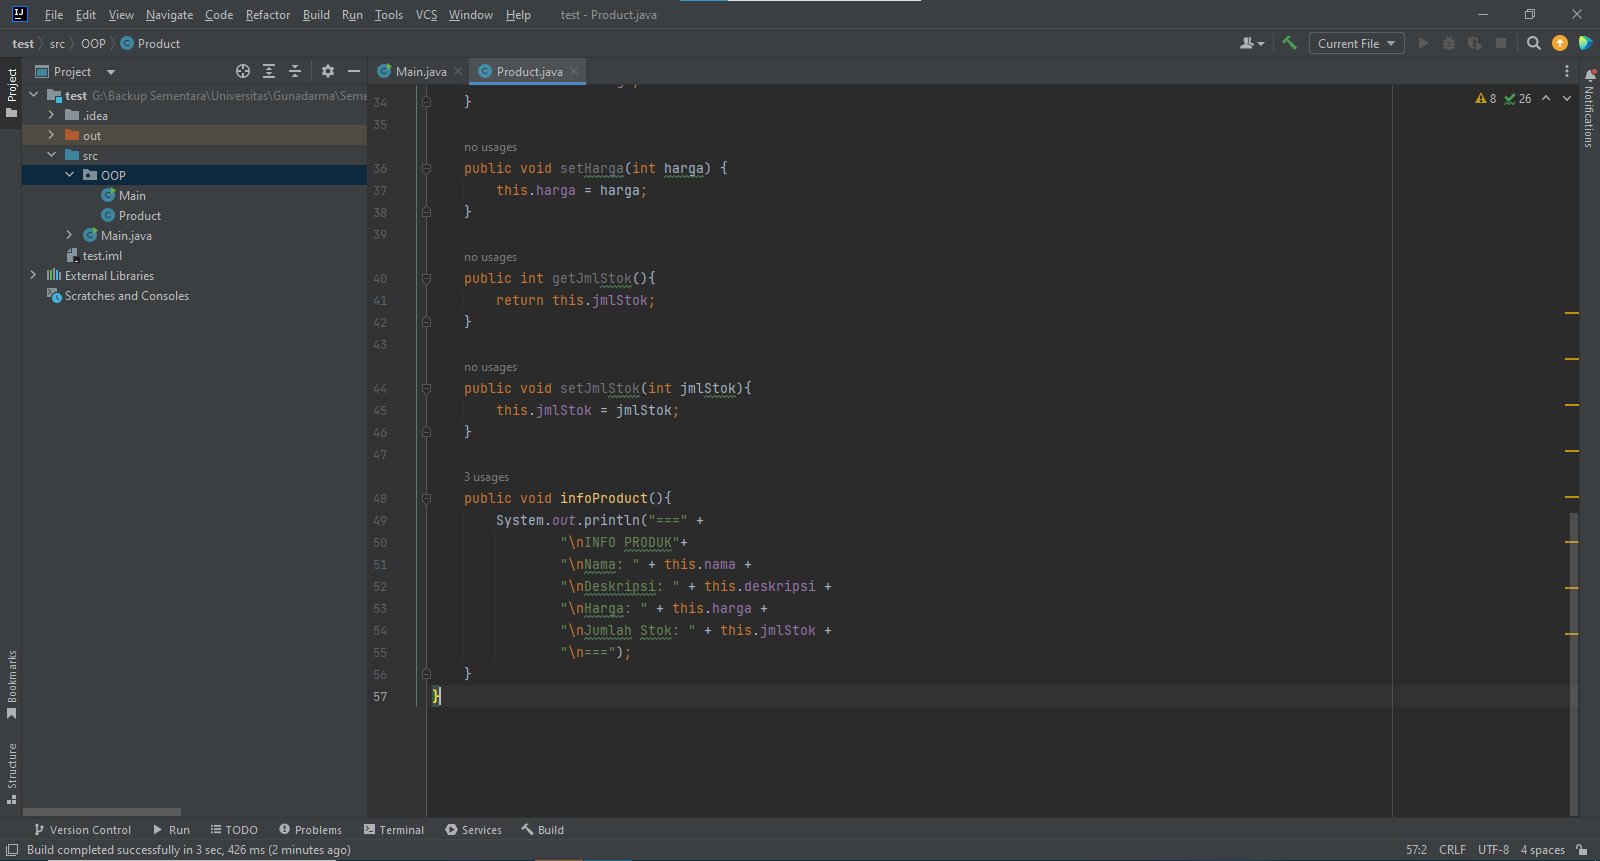 File Edit View Navigate Code Refactor Build Run Tools VCS Window Help test - Product.java
test src OOP Product Current File
Project Main.java Product.java
Project
test G:\Backup Sementara\Universitas\Gunadarma\Seme
.idea
out
src
OOP
Main
Product
Main.java
test.iml
External Libraries
Scratches and Consoles
8 26
Notifications
34 }
35
no usages
36 public void setHarga(int harga) {
37 this.harga = harga;
38 }
39
no usages
40 public int getJmlStok(){
41 return this.jmlStok;
42 }
43
no usages
44 public void setJmlStok(int jmlStok){
45 this.jmlStok = jmlStok;
46 }
47
3 usages
48 public void infoProduct(){
49 System.out.println("===" +
50 "\nINFO PRODUK"+
51 "\nNama: " + this.nama +
52 "\nDeskripsi: " + this.deskripsi +
53 "\nHarga: " + this.harga +
54 "\nJumlah Stok: " + this.jmlStok +
55 "\n===");
56 }
57 }
Bookmarks
Structure
Version Control Run TODO Problems Terminal Services Build
Build completed successfully in 3 sec, 426 ms (2 minutes ago) 57:2 CRLF UTF-8 4 spaces